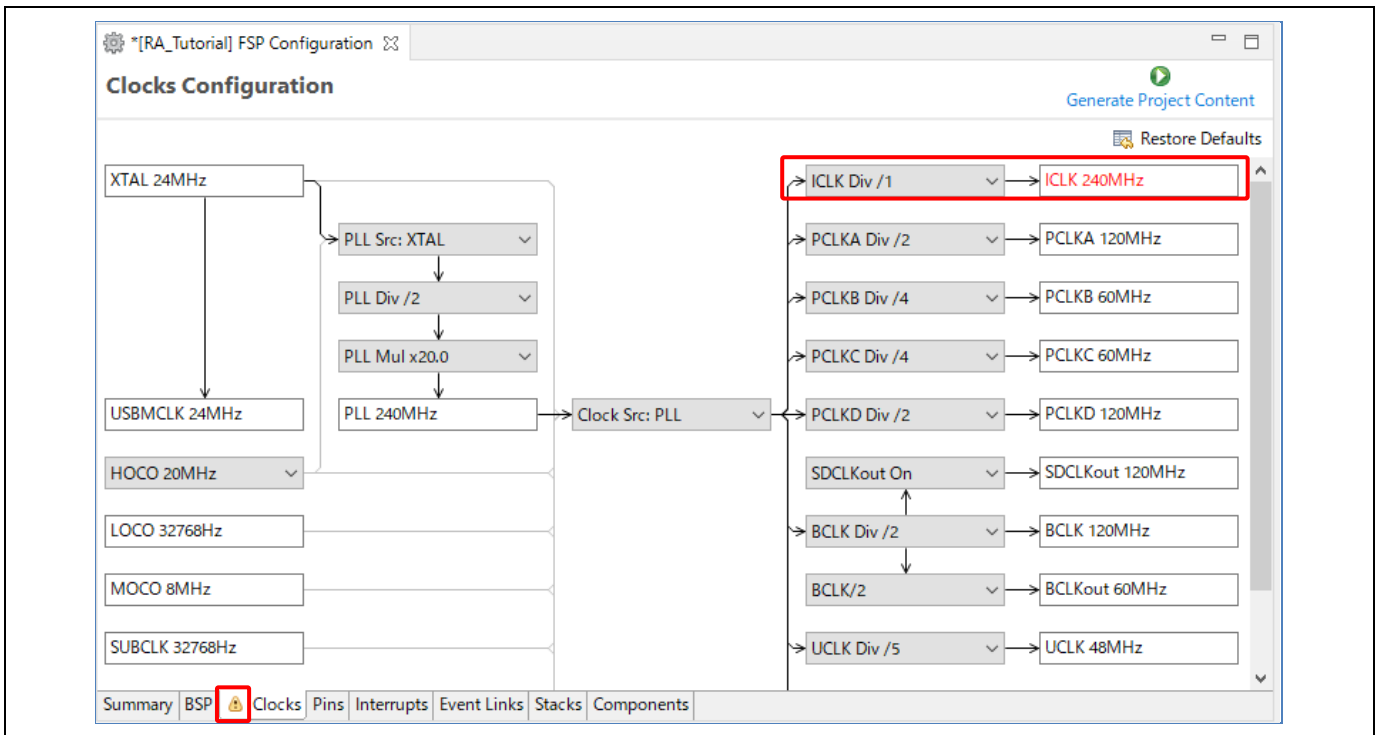 *[RA_Tutorial] FSP Configuration
Clocks Configuration
Generate Project Content
Restore Defaults
XTAL 24MHz
ICLK Div /1
ICLK 240MHz
PLL Src: XTAL
PCLKA Div /2
PCLKA 120MHz
PLL Div /2
PCLKB Div /4
PCLKB 60MHz
PLL Mul x20.0
PCLKC Div /4
PCLKC 60MHz
USBMCLK 24MHz
PLL 240MHz
Clock Src: PLL
PCLKD Div /2
PCLKD 120MHz
HOCO 20MHz
SDCLKout On
SDCLKout 120MHz
LOCO 32768Hz
BCLK Div /2
BCLK 120MHz
MOCO 8MHz
BCLK/2
BCLKout 60MHz
SUBCLK 32768Hz
UCLK Div /5
UCLK 48MHz
Summary BSP Clocks Pins Interrupts Event Links Stacks Components